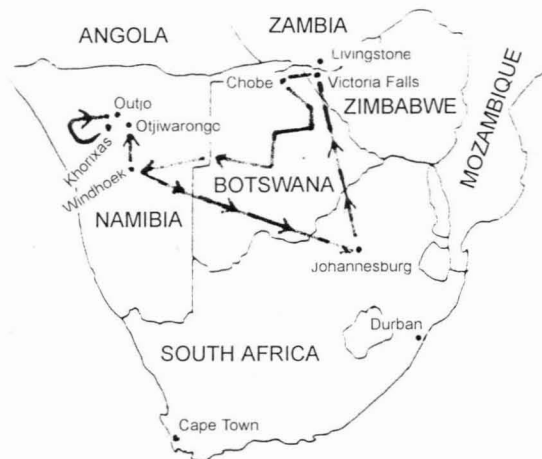 ZAMBIA
ANGOLA
Livingstone
Chobe
Victoria Falls
ZIMBABWE
MOZAMBIQUE
Outjo
Otjiwarongo
Khorixas
Windhoek
BOTSWANA
NAMIBIA
Johannesburg
Durban
SOUTH AFRICA
Cape Town